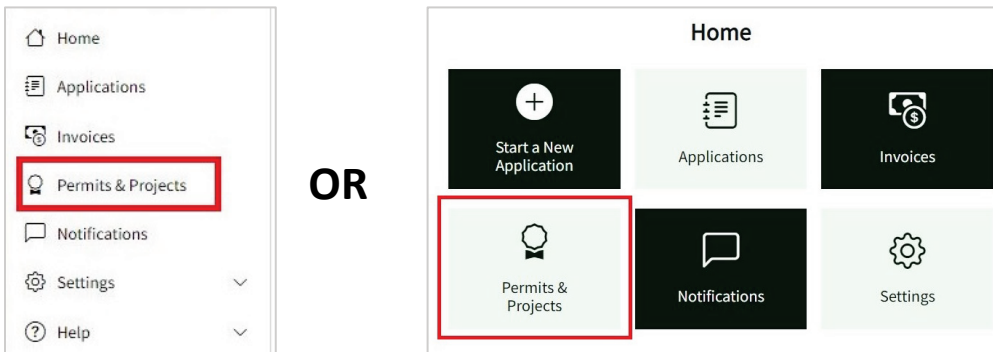 Home
Applications
Invoices
Permits & Projects
Notifications
Settings
Help
OR
Home
Start a New
Application
Applications
Invoices
Permits &
Projects
Notifications
Settings